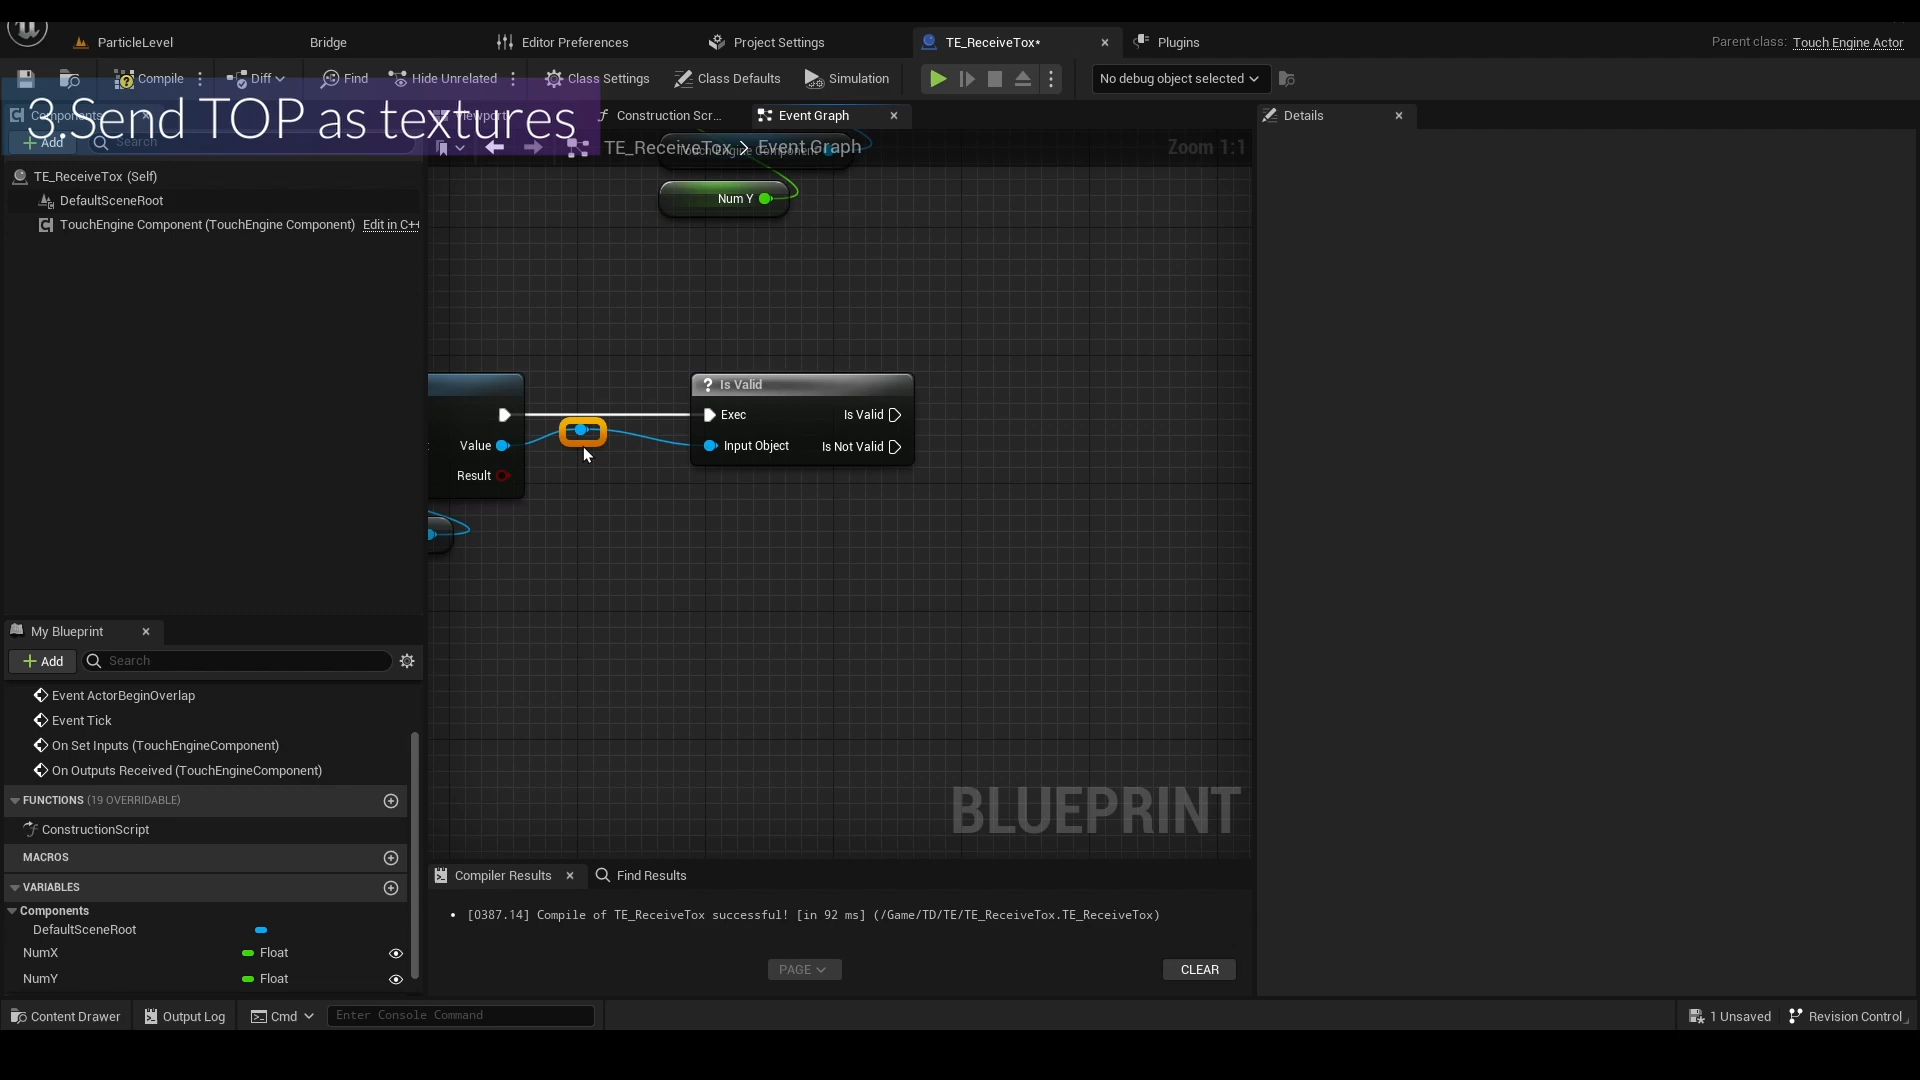 ParticleLevel
Bridge
Editor Preferences
Project Settings
TE_ReceiveTox*
Plugins
Parent class: Touch Engine Actor
Compile
Diff
Find
Hide Unrelated
Class Settings
Class Defaults
Simulation
No debug object selected
3.Send TOP as textures
Components
Viewport
Construction Scr...
Event Graph
Details
Add
Search
TE_ReceiveTox > Event Graph
Touch Engine Component
Zoom 1:1
TE_ReceiveTox (Self)
DefaultSceneRoot
TouchEngine Component (TouchEngine Component)
Edit in C++
Num Y
Is Valid
Exec
Is Valid
Value
Input Object
Is Not Valid
Result
My Blueprint
Add
Search
Event ActorBeginOverlap
Event Tick
On Set Inputs (TouchEngineComponent)
On Outputs Received (TouchEngineComponent)
FUNCTIONS (19 OVERRIDABLE)
ConstructionScript
MACROS
VARIABLES
Components
DefaultSceneRoot
NumX
Float
NumY
Float
BLUEPRINT
Compiler Results
Find Results
[0387.14] Compile of TE_ReceiveTox successful! [in 92 ms] (/Game/TD/TE/TE_ReceiveTox.TE_ReceiveTox)
PAGE
CLEAR
Content Drawer
Output Log
Cmd
Enter Console Command
1 Unsaved
Revision Control